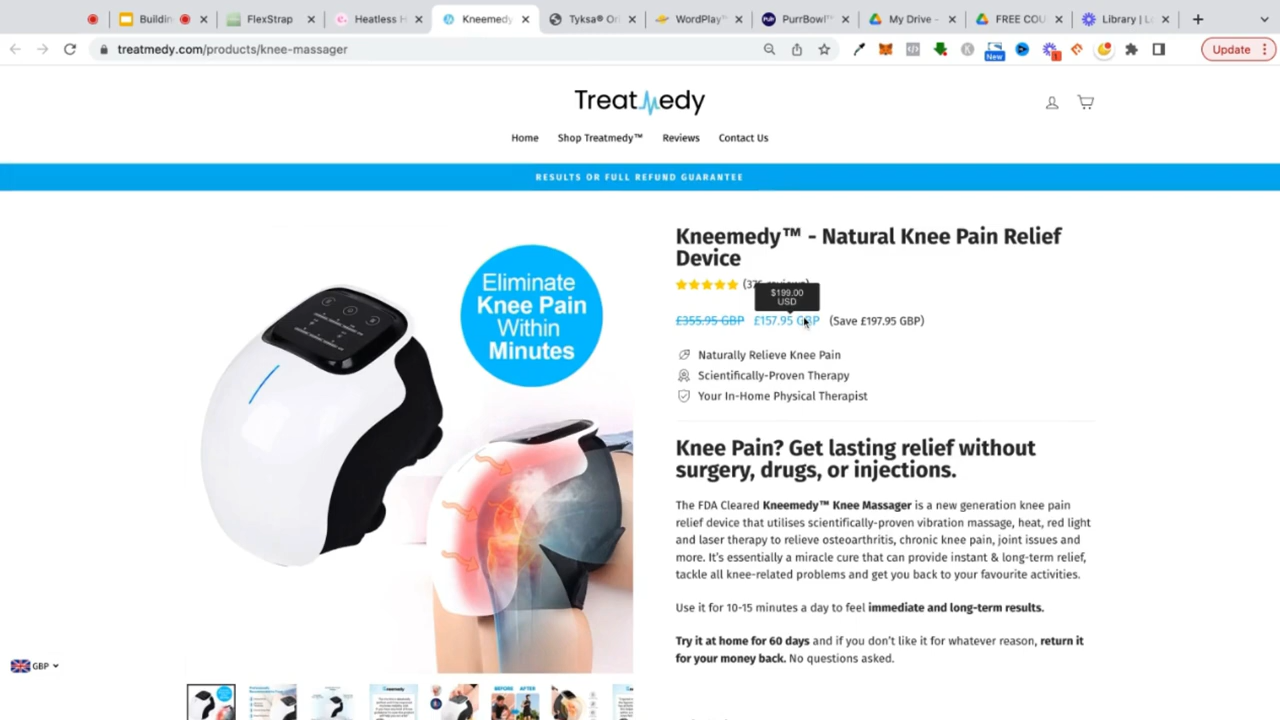 Buildin
FlexStrap
Heatless H
Kneemedy
Tyksa® Ori
WordPlay™
PurrBowl™
My Drive -
FREE COU
Library | L
treatmedy.com/products/knee-massager
New
Update
Treatmedy
Home Shop Treatmedy™ Reviews Contact Us
RESULTS OR FULL REFUND GUARANTEE
Eliminate
Knee Pain
Within
Minutes
Kneemedy™ - Natural Knee Pain Relief
Device
$199.00
USD
£355.95 GBP £157.95 GBP (Save £197.95 GBP)
Naturally Relieve Knee Pain
Scientifically-Proven Therapy
Your In-Home Physical Therapist
Knee Pain? Get lasting relief without
surgery, drugs, or injections.
The FDA Cleared Kneemedy™ Knee Massager is a new generation knee pain
relief device that utilises scientifically-proven vibration massage, heat, red light
and laser therapy to relieve osteoarthritis, chronic knee pain, joint issues and
more. It's essentially a miracle cure that can provide instant & long-term relief,
tackle all knee-related problems and get you back to your favourite activities.
Use it for 10-15 minutes a day to feel immediate and long-term results.
Try it at home for 60 days and if you don't like it for whatever reason, return it
for your money back. No questions asked.
GBP
Kneemedy
BEFORE AFTER